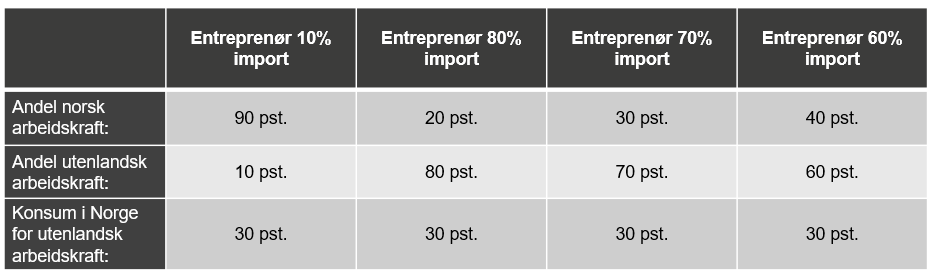 Entreprenør 10% import
Entreprenør 80% import
Entreprenør 70% import
Entreprenør 60% import
Andel norsk arbeidskraft:
90 pst.
20 pst.
30 pst.
40 pst.
Andel utenlandsk arbeidskraft:
10 pst.
80 pst.
70 pst.
60 pst.
Konsum i Norge for utenlandsk arbeidskraft:
30 pst.
30 pst.
30 pst.
30 pst.